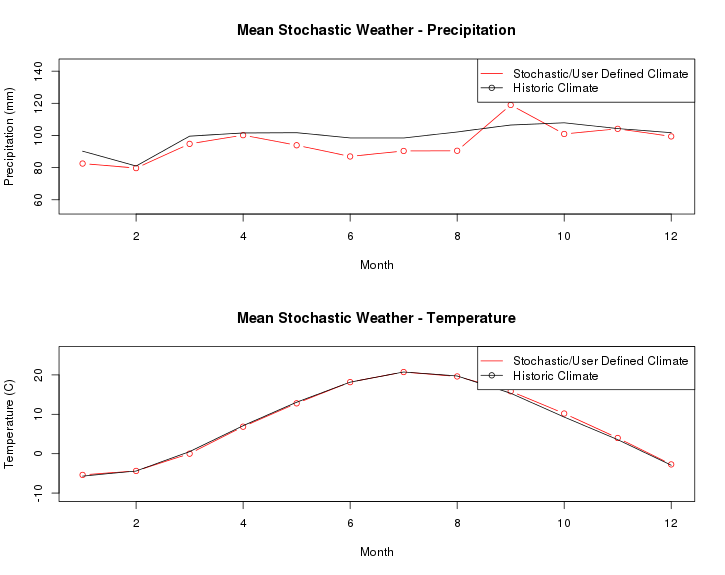 Mean Stochastic Weather - Precipitation
Precipitation (mm)
140
120
100
80
60
Stochastic/User Defined Climate
Historic Climate
2 4 6 8 10 12
Month
Mean Stochastic Weather - Temperature
Temperature (C)
20
10
0
-10
Stochastic/User Defined Climate
Historic Climate
2 4 6 8 10 12
Month